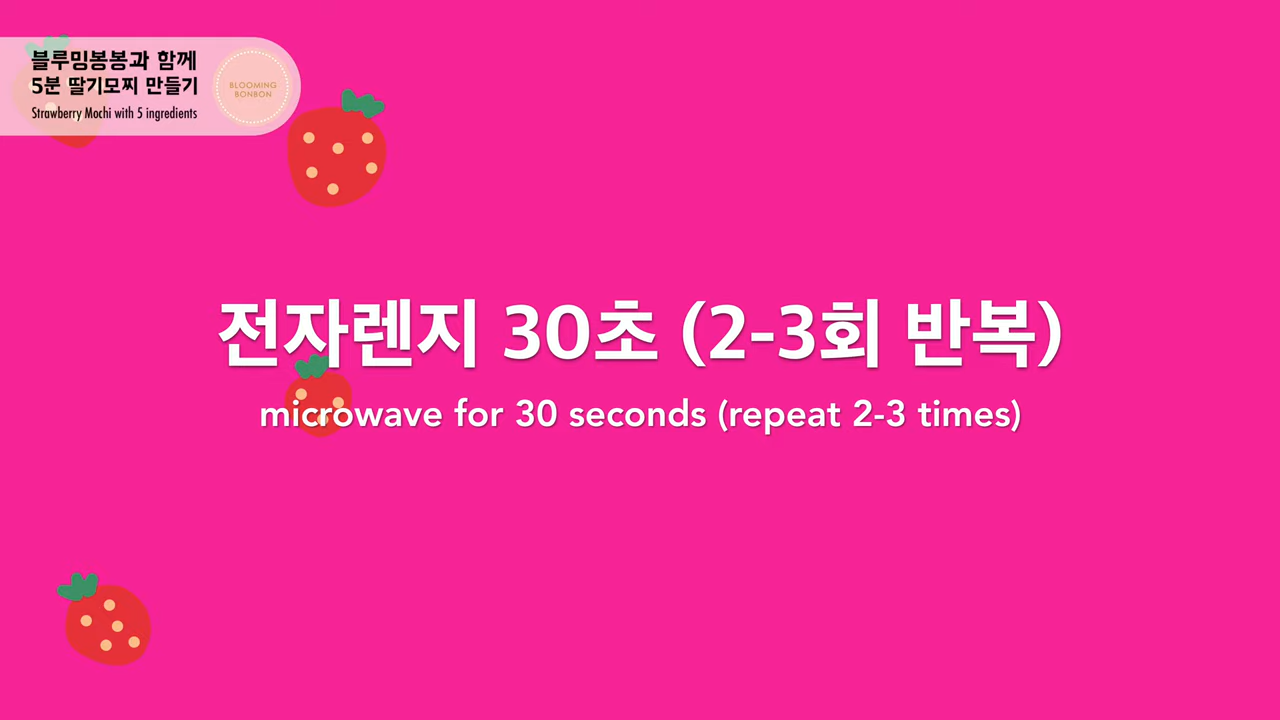 블루밍봉봉과 함께
5분 딸기모찌 만들기
Strawberry Mochi with 5 ingredients
BLOOMING
BONBON
전자렌지 30초 (2-3회 반복)
microwave for 30 seconds (repeat 2-3 times)